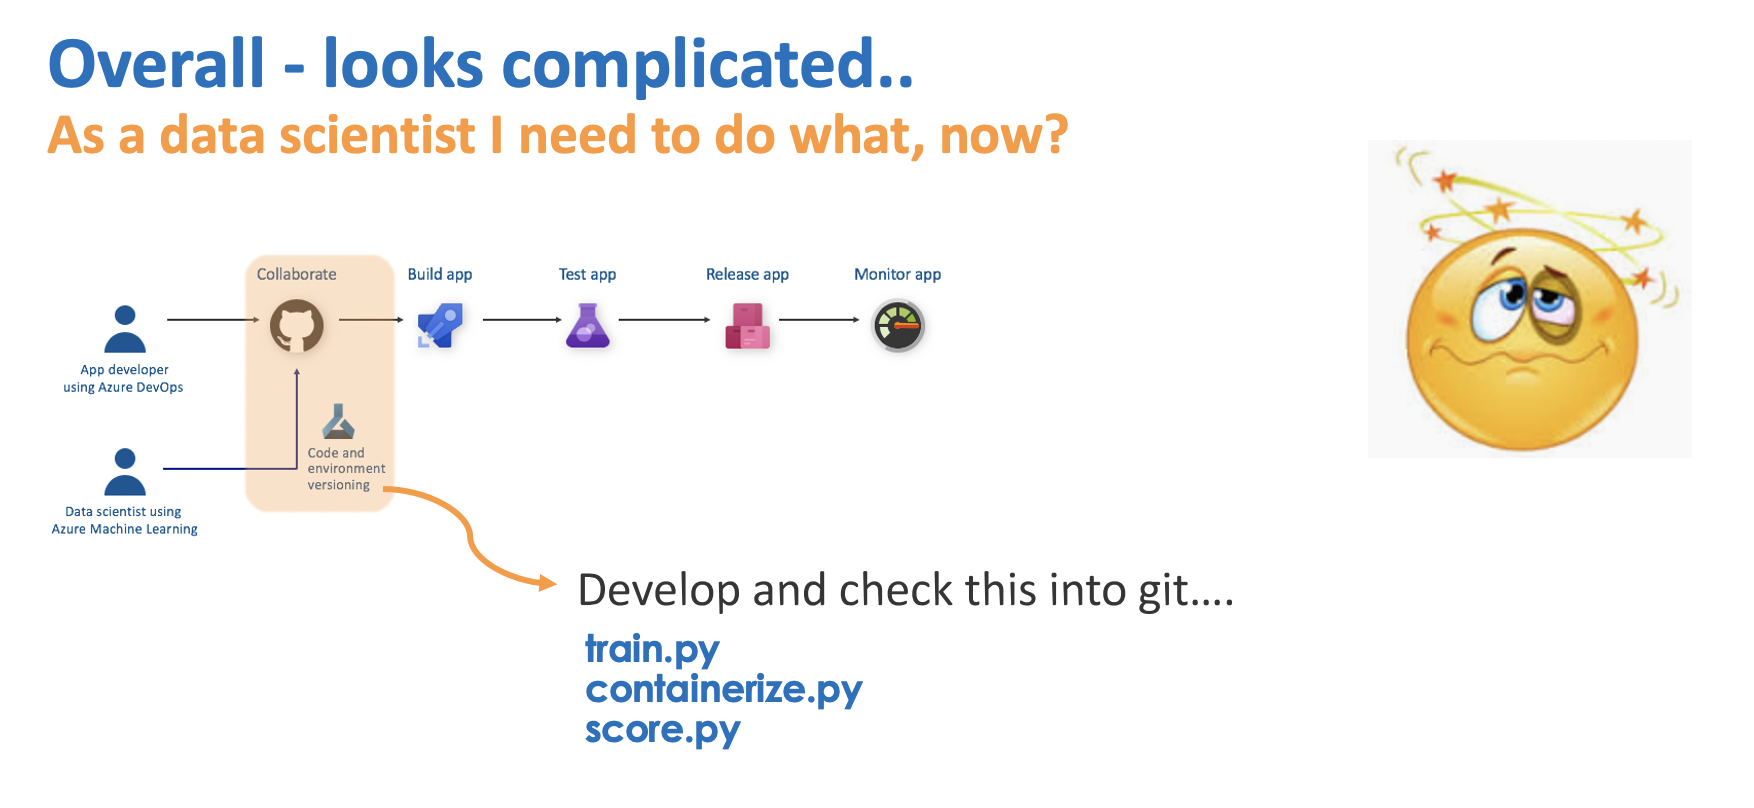 Overall - looks complicated..
As a data scientist I need to do what, now?
Collaborate
Build app
Test app
Release app
Monitor app
App developer
using Azure DevOps
Code and
environment
versioning
Data scientist using
Azure Machine Learning
Develop and check this into git....
train.py
containerize.py
score.py